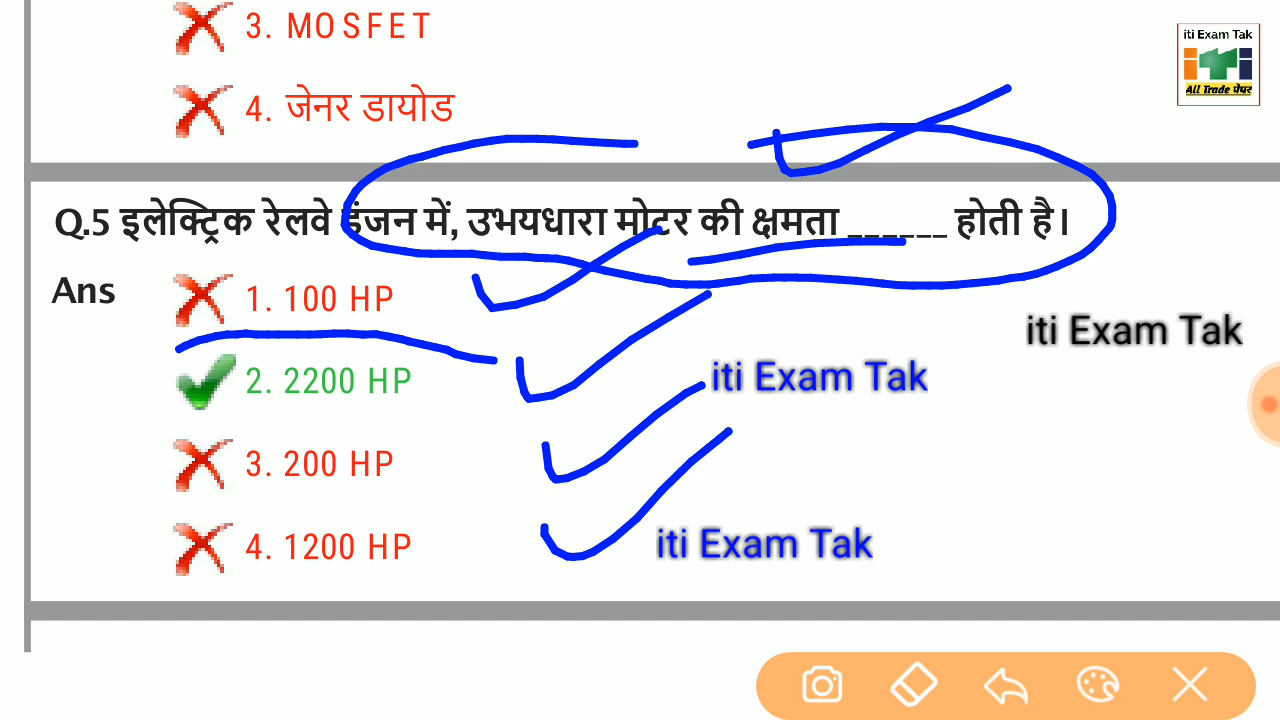 3. MOSFET
iti Exam Tak
iti
All Trade पेपर
4. जेनर डायोड
Q.5 इलेक्ट्रिक रेलवे इंजन में, उभयधारा मोटर की क्षमता ______ होती है।
Ans
1. 100 HP
iti Exam Tak
2. 2200 HP
iti Exam Tak
3. 200 HP
4. 1200 HP
iti Exam Tak